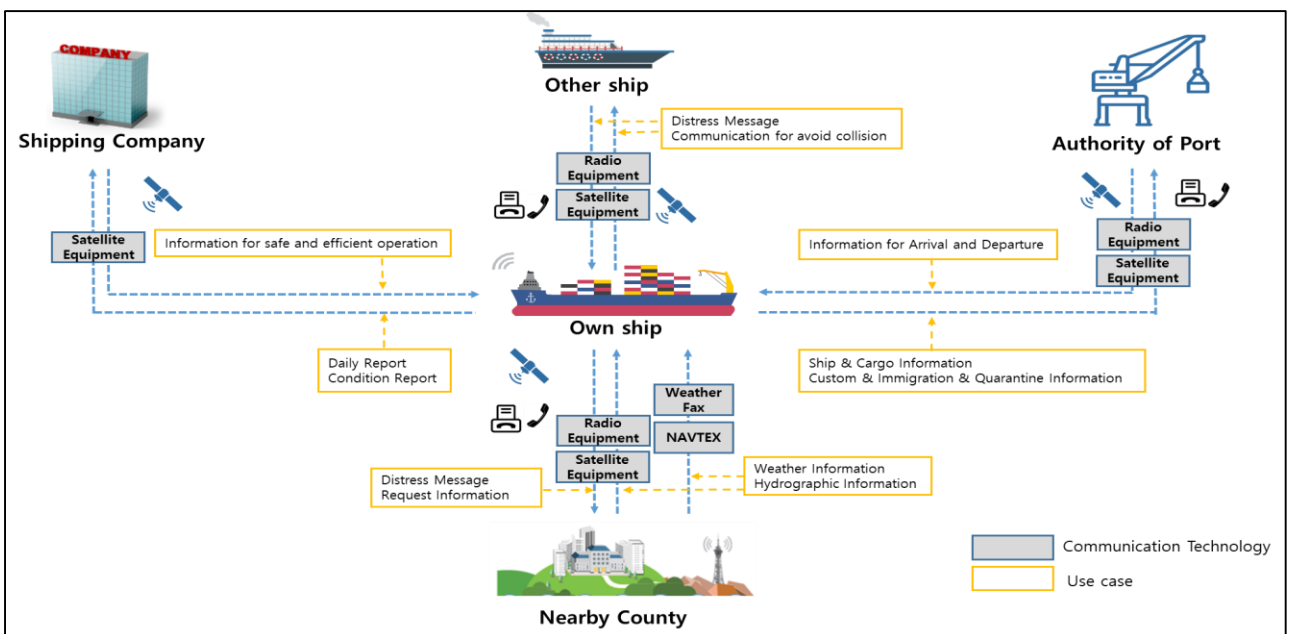 COMPANY
Shipping Company
Other ship
Authority of Port
Distress Message
Communication for avoid collision
Radio
Equipment
Satellite
Equipment
Satellite
Equipment
Information for safe and efficient operation
Information for Arrival and Departure
Radio
Equipment
Satellite
Equipment
Own ship
Daily Report
Condition Report
Ship & Cargo Information
Custom & Immigration & Quarantine Information
Weather
Fax
NAVTEX
Radio
Equipment
Satellite
Equipment
Distress Message
Request Information
Weather Information
Hydrographic Information
Nearby County
Communication Technology
Use case